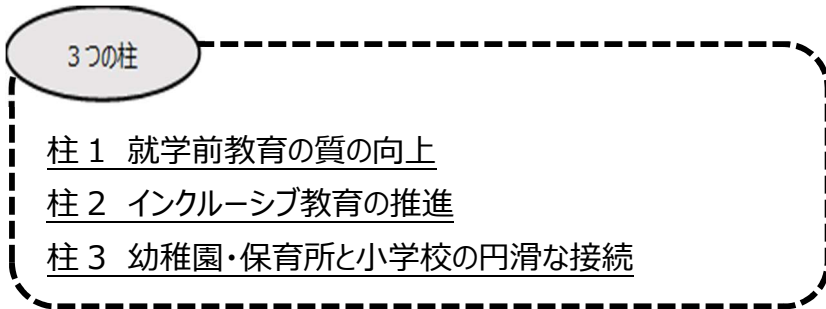 3つの柱
柱1 就学前教育の質の向上
柱2 インクルーシブ教育の推進
柱3 幼稚園・保育所と小学校の円滑な接続